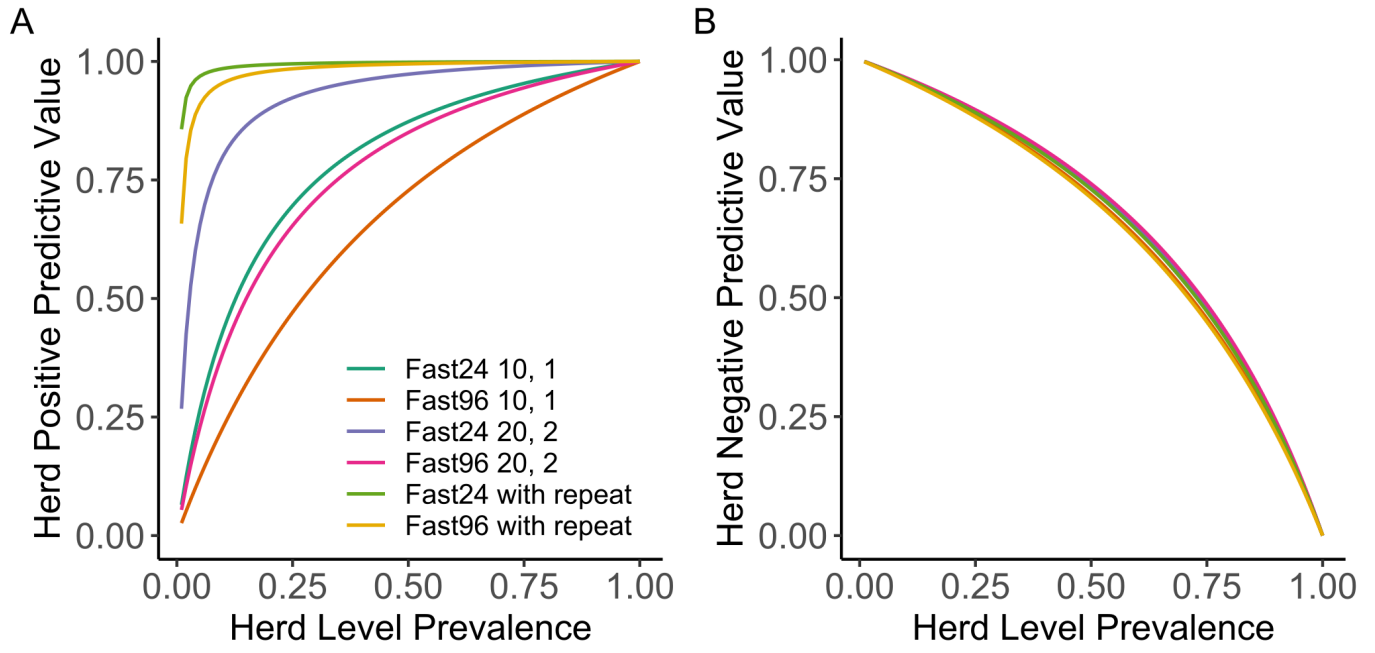 A
Herd Positive Predictive Value
1.00
0.75
0.50
0.25
0.00
Fast24 10, 1
Fast96 10, 1
Fast24 20, 2
Fast96 20, 2
Fast24 with repeat
Fast96 with repeat
0.00 0.25 0.50 0.75 1.00
Herd Level Prevalence
B
Herd Negative Predictive Value
1.00
0.75
0.50
0.25
0.00
0.00 0.25 0.50 0.75 1.00
Herd Level Prevalence